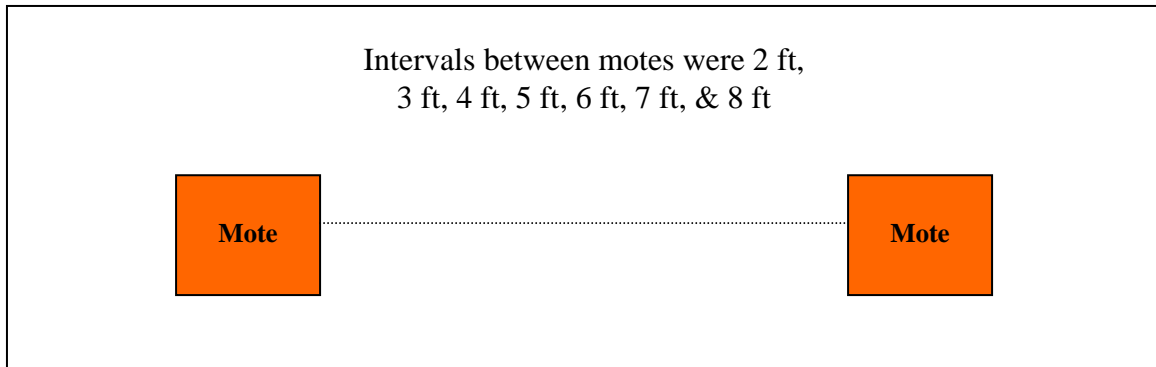 Intervals between motes were 2 ft,
3 ft, 4 ft, 5 ft, 6 ft, 7 ft, & 8 ft
Mote
Mote